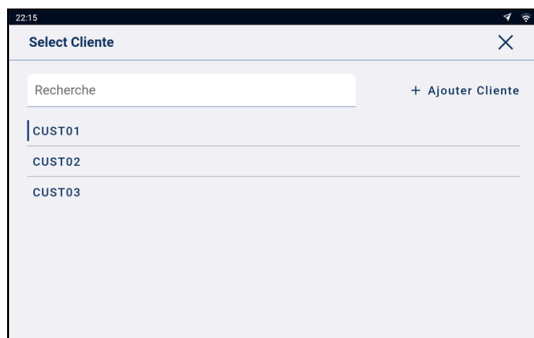 22:15
Select Cliente
Recherche
+ Ajouter Cliente
CUST01
CUST02
CUST03